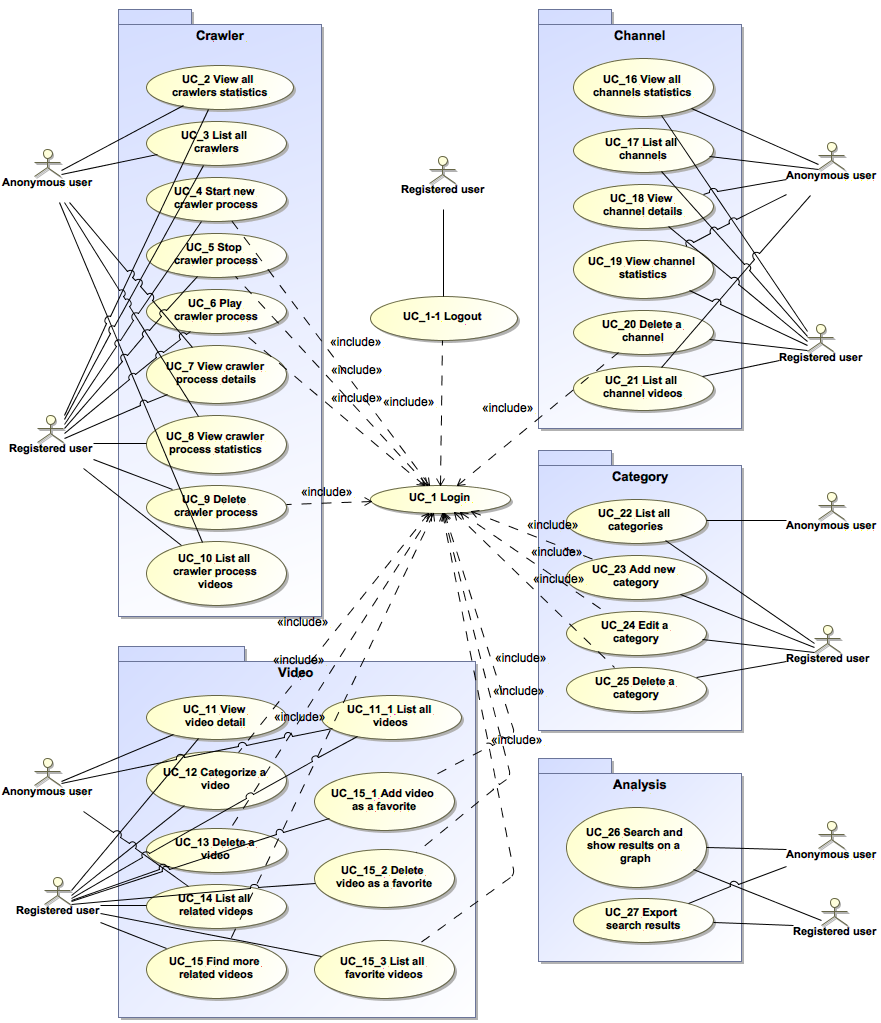 Crawler
UC_2 View all
crawlers statistics
UC_3 List all
crawlers
UC_4 Start new
crawler process
UC_5 Stop
crawler process
UC_6 Play
crawler process
UC_7 View crawler
process details
UC_8 View crawler
process statistics
UC_9 Delete
crawler process
UC_10 List all
crawler process
videos
Anonymous user
Registered user
Registered user
UC_1-1 Logout
«include»
«include»
«include»
«include»
«include»
«include»
UC_1 Login
Channel
UC_16 View all
channels statistics
UC_17 List all
channels
UC_18 View
channel details
UC_19 View channel
statistics
UC_20 Delete a
channel
UC_21 List all
channel videos
Anonymous user
Registered user
Category
UC_22 List all
categories
UC_23 Add new
category
UC_24 Edit a
category
UC_25 Delete a
category
«include»
«include»
«include»
Anonymous user
Registered user
«include»
«include»
«include»
«include»
«include»
«include»
Video
UC_11 View
video detail
UC_11_1 List all
videos
UC_12 Categorize a
video
UC_15_1 Add video
as a favorite
UC_13 Delete a
video
UC_15_2 Delete
video as a favorite
UC_14 List all
related videos
UC_15 Find more
related videos
UC_15_3 List all
favorite videos
Anonymous user
Registered user
Analysis
UC_26 Search and
show results on a
graph
UC_27 Export
search results
Anonymous user
Registered user